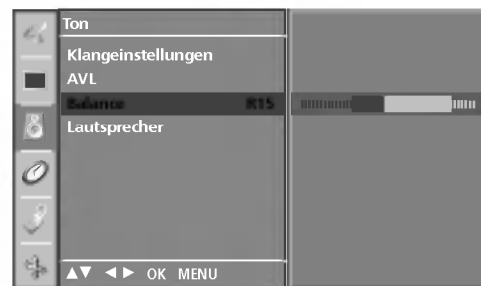 Ton
Klangeinstellungen
AVL
Balance R15
Lautsprecher
▲▼ ◄► OK MENU